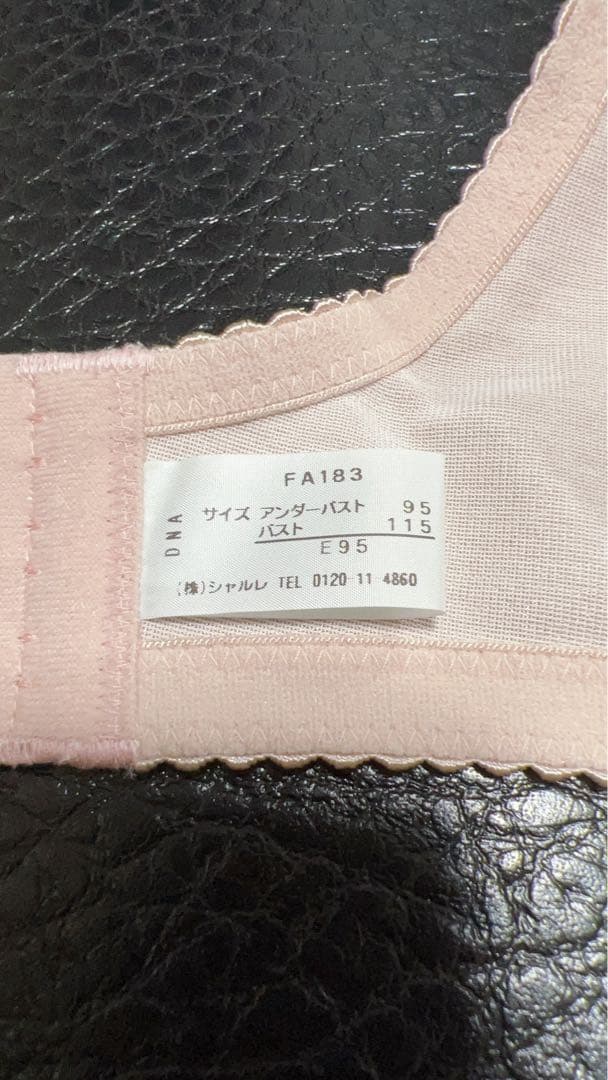 FA183
DNA
サイズ アンダーバスト 95
バスト 115
E95
(株)シャルレ TEL 0120-11-4860